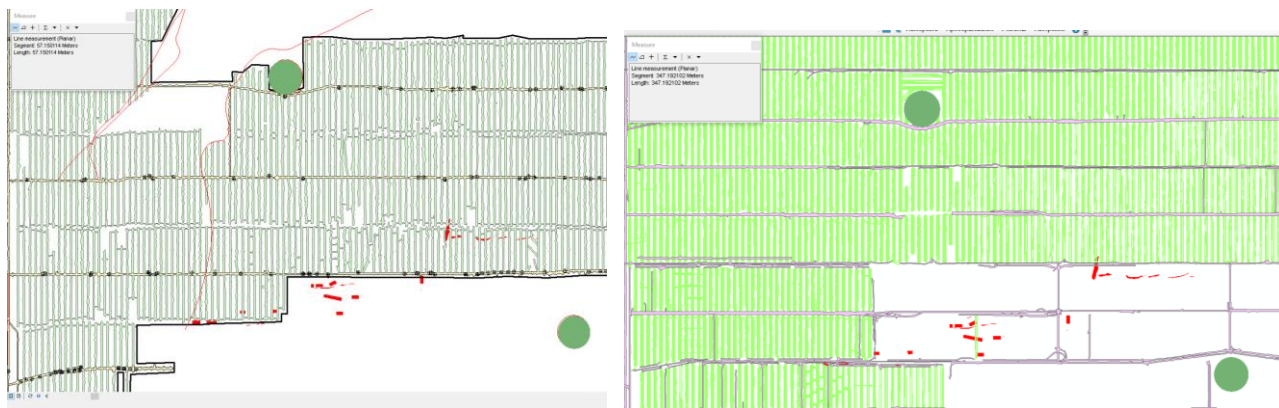 Measure
Line measurement (Planar)
Segment: 57.150114 Meters
Length: 57.150114 Meters
Measure
Line measurement (Planar)
Segment: 347.192102 Meters
Length: 347.192102 Meters